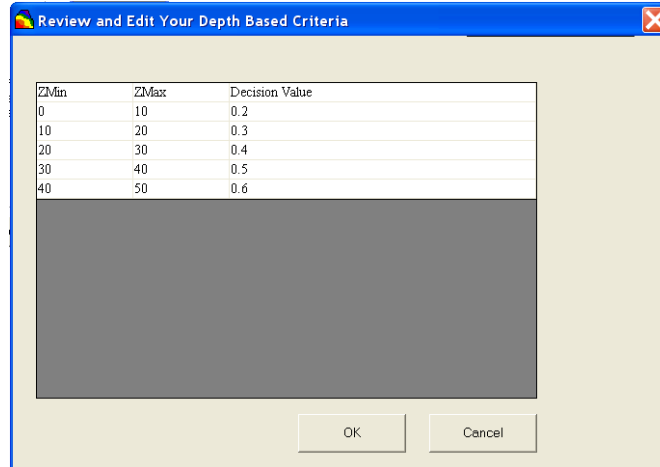 Review and Edit Your Depth Based Criteria
ZMin ZMax Decision Value
0 10 0.2
10 20 0.3
20 30 0.4
30 40 0.5
40 50 0.6
OK Cancel